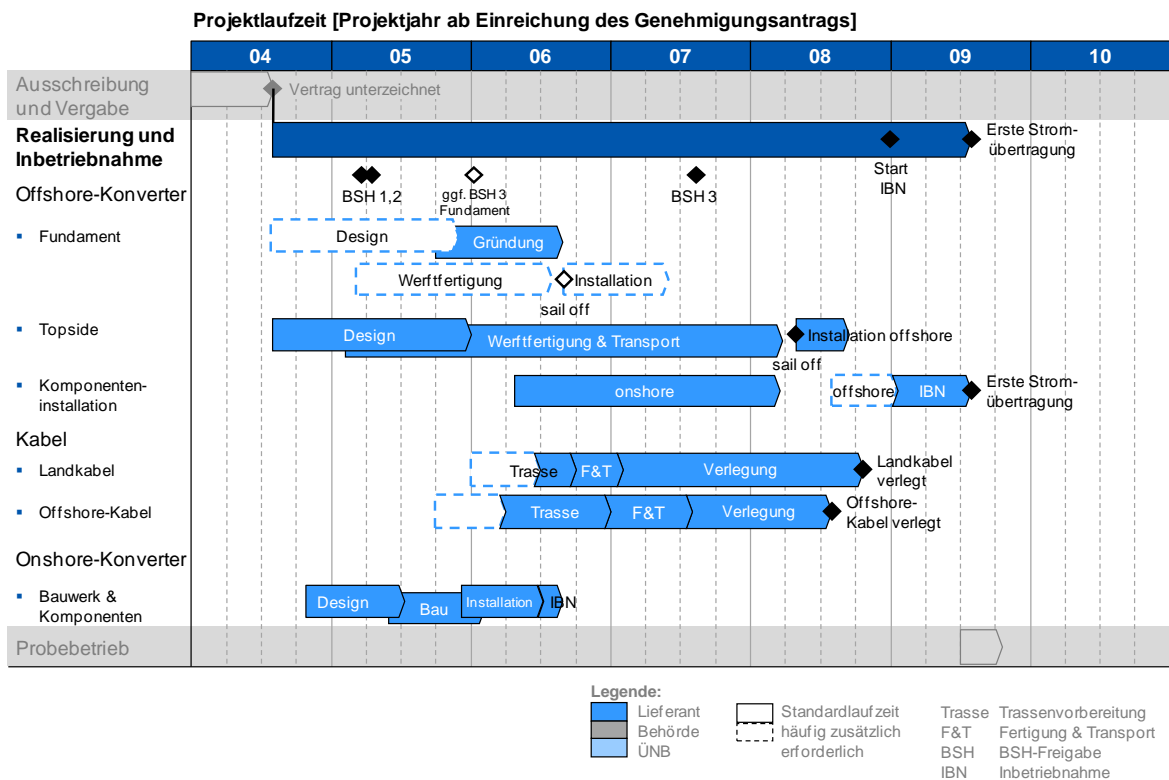 Projektlaufzeit [Projektjahr ab Einreichung des Genehmigungsantrags]
04 05 06 07 08 09 10
Ausschreibung
und Vergabe
Vertrag unterzeichnet
Realisierung und
Inbetriebnahme
Erste Strom-
übertragung
Start
IBN
Offshore-Konverter
BSH 1,2
ggf. BSH 3
Fundament
BSH 3
Fundament
Design
Gründung
Werftfertigung
Installation
sail off
Topside
Design
Werftfertigung & Transport
Installation offshore
sail off
Komponenten-
installation
onshore
offshore
IBN
Erste Strom-
übertragung
Kabel
Landkabel
Trasse
F&T
Verlegung
Landkabel
verlegt
Offshore-Kabel
Trasse
F&T
Verlegung
Offshore-
Kabel verlegt
Onshore-Konverter
Bauwerk &
Komponenten
Design
Bau
Installation
IBN
Probebetrieb
Legende:
Lieferant
Behörde
ÜNB
Standardlaufzeit
häufig zusätzlich
erforderlich
Trasse Trassenvorbereitung
F&T Fertigung & Transport
BSH BSH-Freigabe
IBN Inbetriebnahme